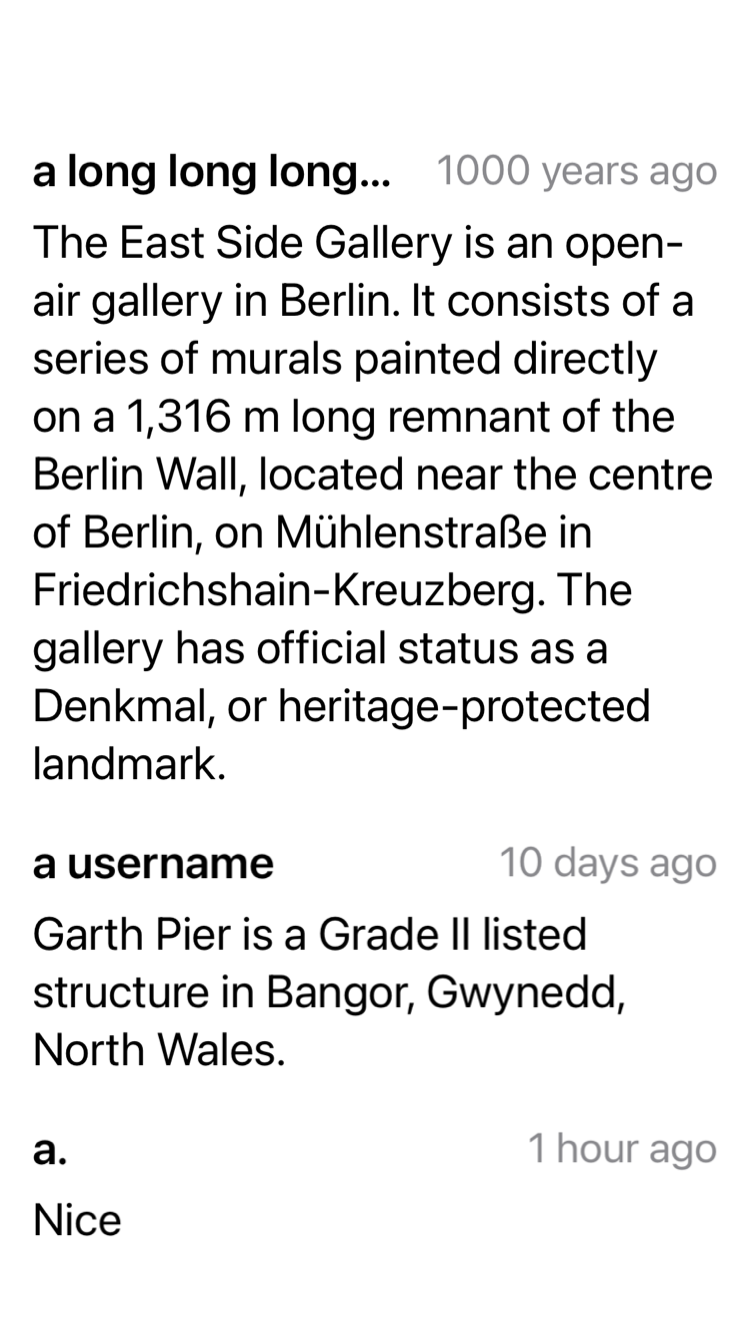 a long long long... 1000 years ago
The East Side Gallery is an open-
air gallery in Berlin. It consists of a
series of murals painted directly
on a 1,316 m long remnant of the
Berlin Wall, located near the centre
of Berlin, on Mühlenstraße in
Friedrichshain-Kreuzberg. The
gallery has official status as a
Denkmal, or heritage-protected
landmark.
a username 10 days ago
Garth Pier is a Grade II listed
structure in Bangor, Gwynedd,
North Wales.
a. 1 hour ago
Nice